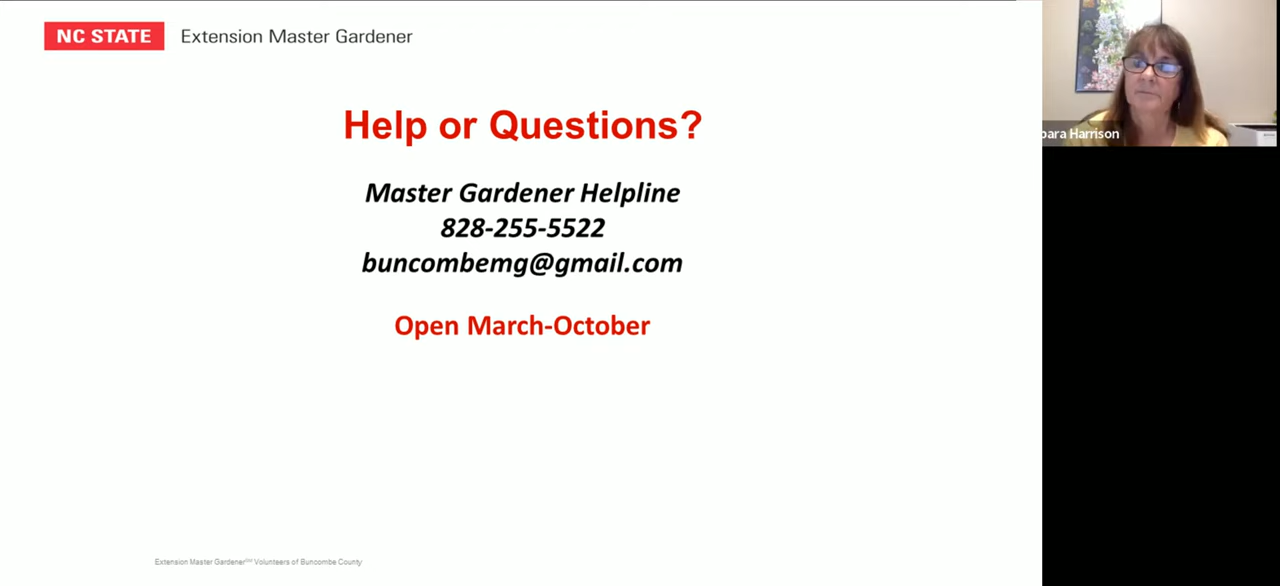 NC STATE Extension Master Gardener
Help or Questions?
Master Gardener Helpline
828-255-5522
buncombemg@gmail.com
Open March-October
Extension Master Gardener℠ Volunteers of Buncombe County
bara Harrison